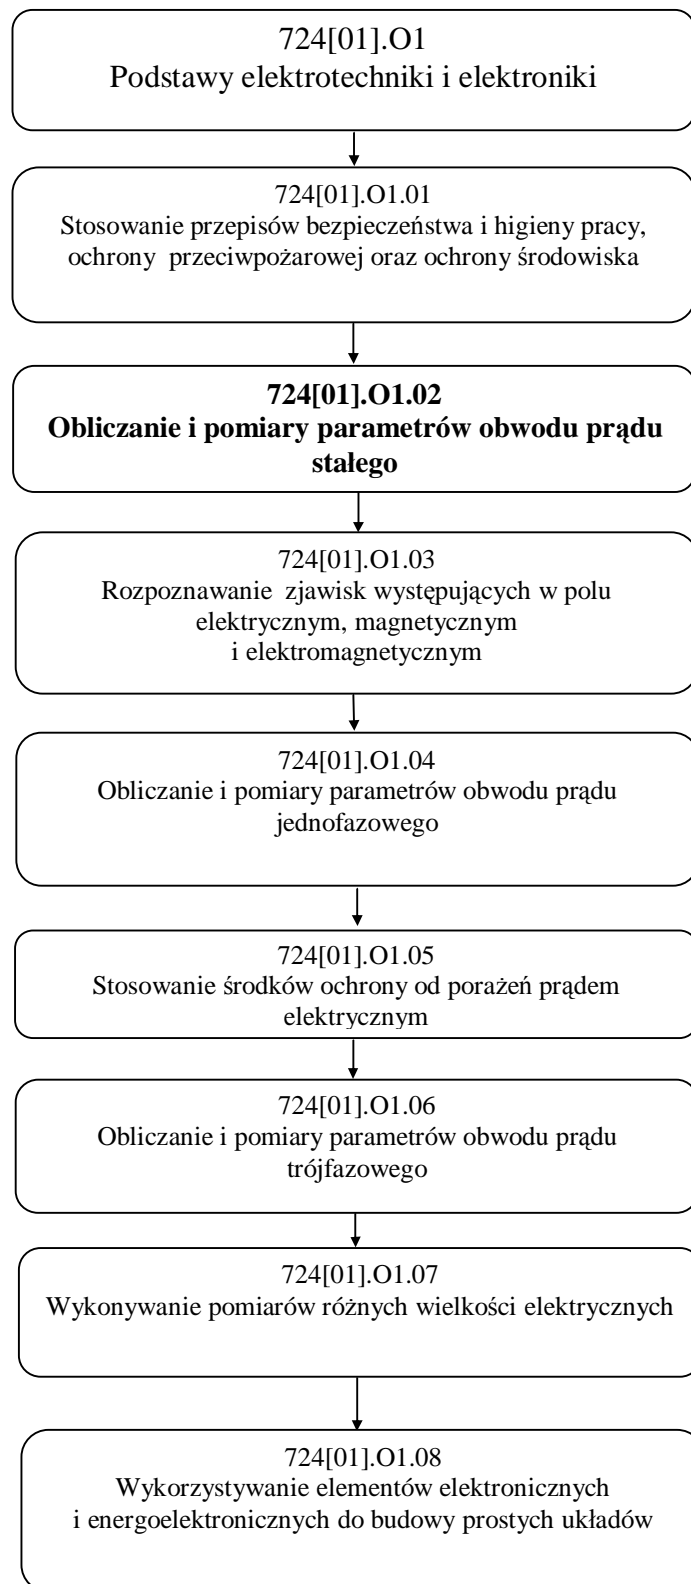 724[01].O1
Podstawy elektrotechniki i elektroniki
724[01].O1.01
Stosowanie przepisów bezpieczeństwa i higieny pracy,
ochrony przeciwpożarowej oraz ochrony środowiska
724[01].O1.02
Obliczanie i pomiary parametrów obwodu prądu
stałego
724[01].O1.03
Rozpoznawanie zjawisk występujących w polu
elektrycznym, magnetycznym
i elektromagnetycznym
724[01].O1.04
Obliczanie i pomiary parametrów obwodu prądu
jednofazowego
724[01].O1.05
Stosowanie środków ochrony od porażeń prądem
elektrycznym
724[01].O1.06
Obliczanie i pomiary parametrów obwodu prądu
trójfazowego
724[01].O1.07
Wykonywanie pomiarów różnych wielkości elektrycznych
724[01].O1.08
Wykorzystywanie elementów elektronicznych
i energoelektronicznych do budowy prostych układów